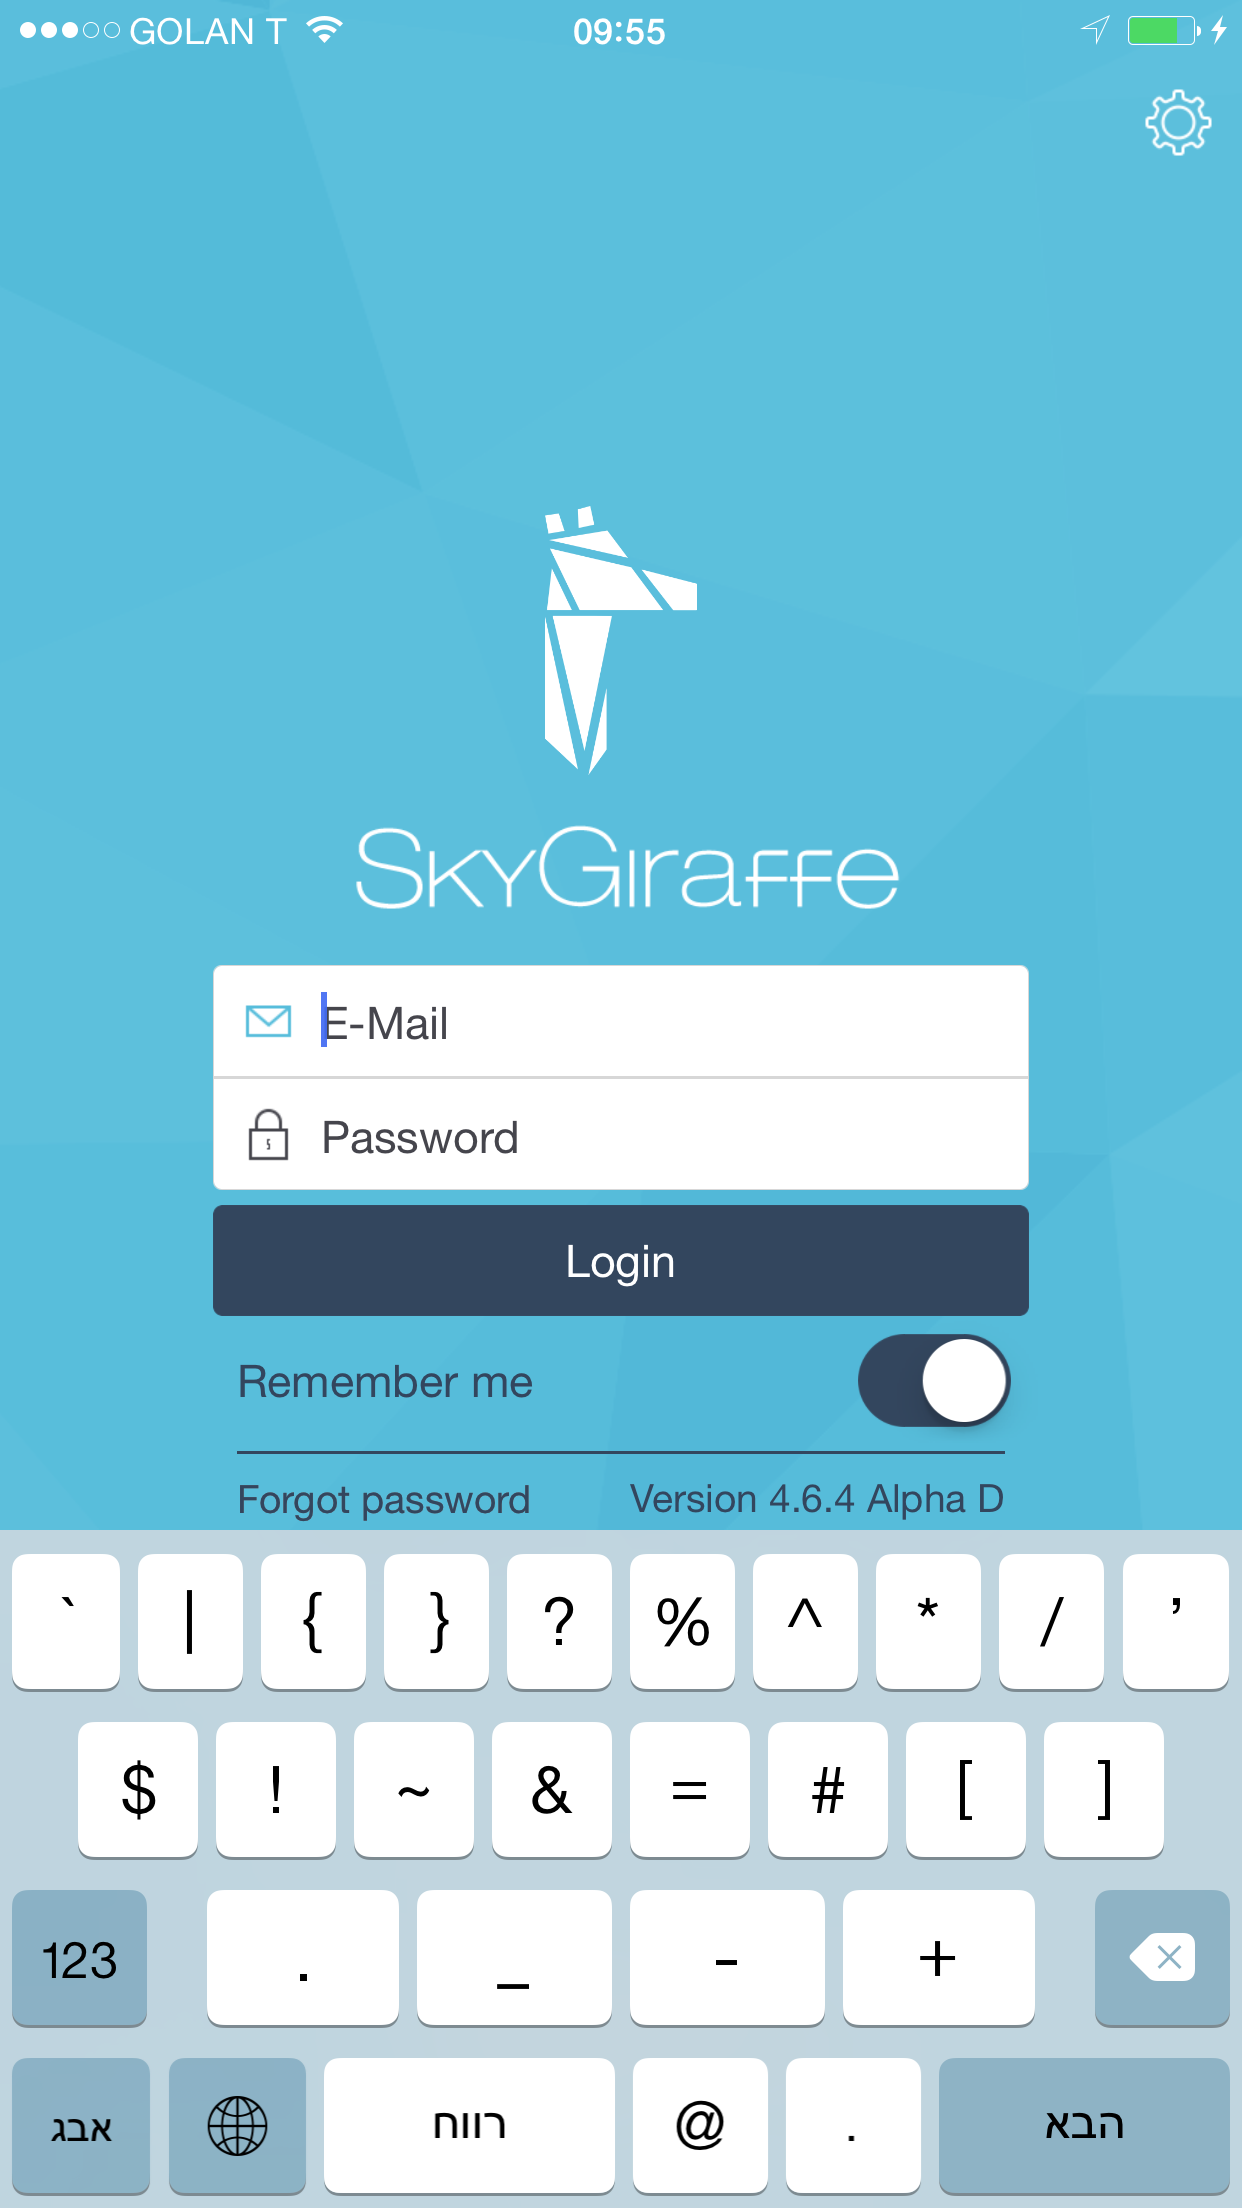 GOLAN T 09:55
SKYGIRAFFE
E-Mail
Password
Login
Remember me
Forgot password Version 4.6.4 Alpha D
` | { } ? % ^ * / ’
$ ! ~ & = # [ ]
123 . _ - +
אבג רווח @ . הבא